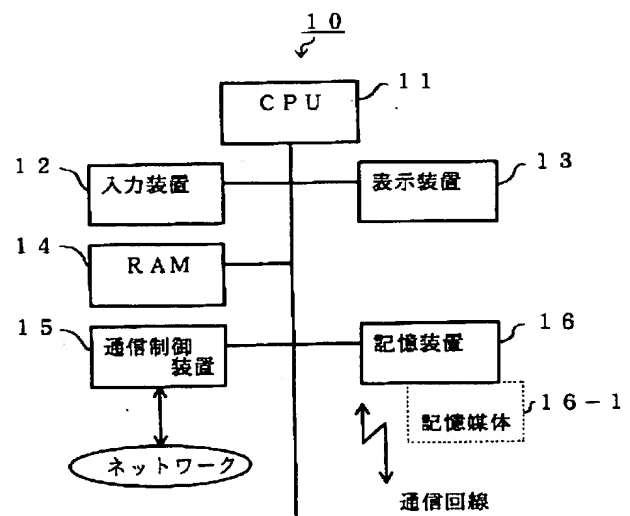 １０
ＣＰＵ
１１
１２
入力装置
表示装置
１３
１４
ＲＡＭ
１５
通信制御
装置
記憶装置
１６
記憶媒体
１６－１
ネットワーク
通信回線